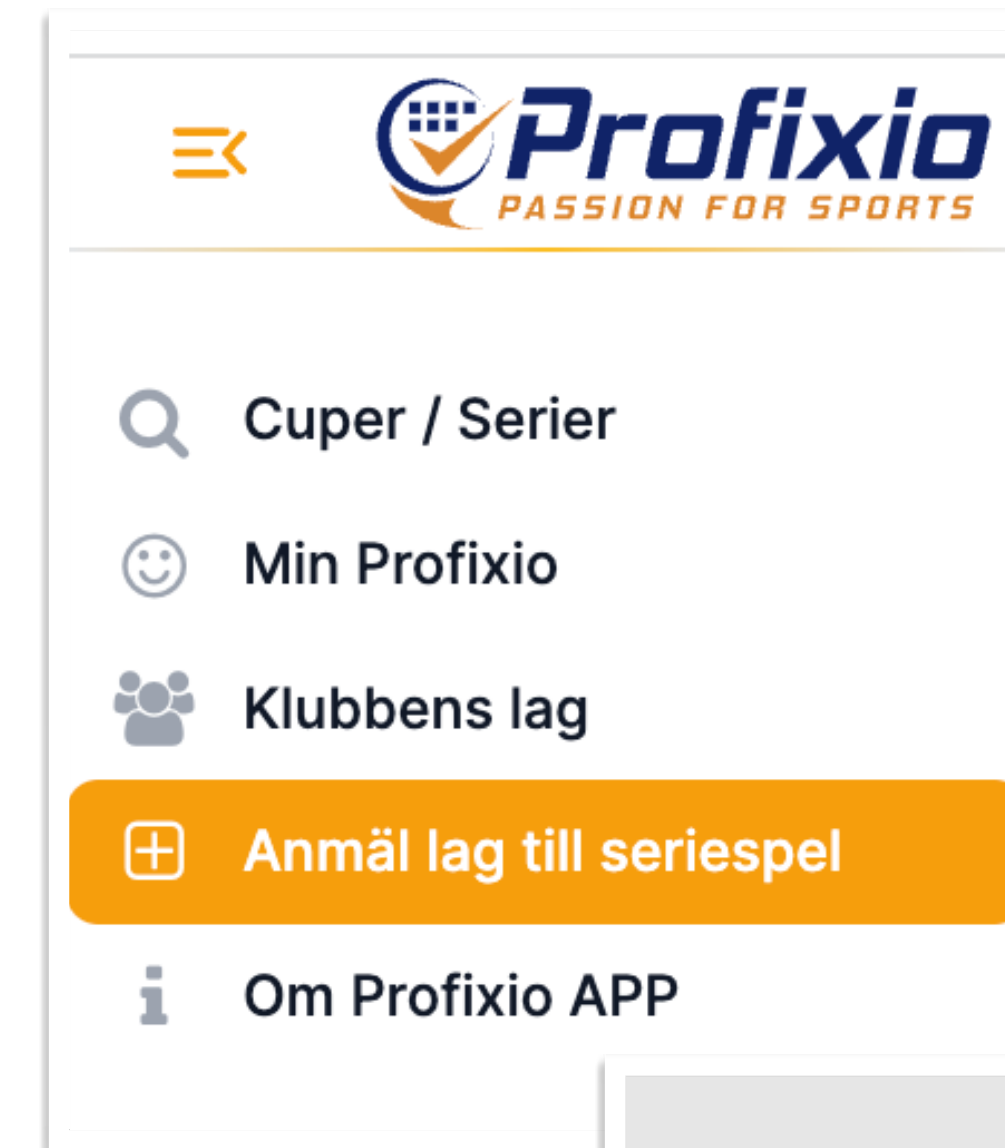 Profixio
PASSION FOR SPORTS
Cuper / Serier
Min Profixio
Klubbens lag
Anmäl lag till seriespel
Om Profixio APP